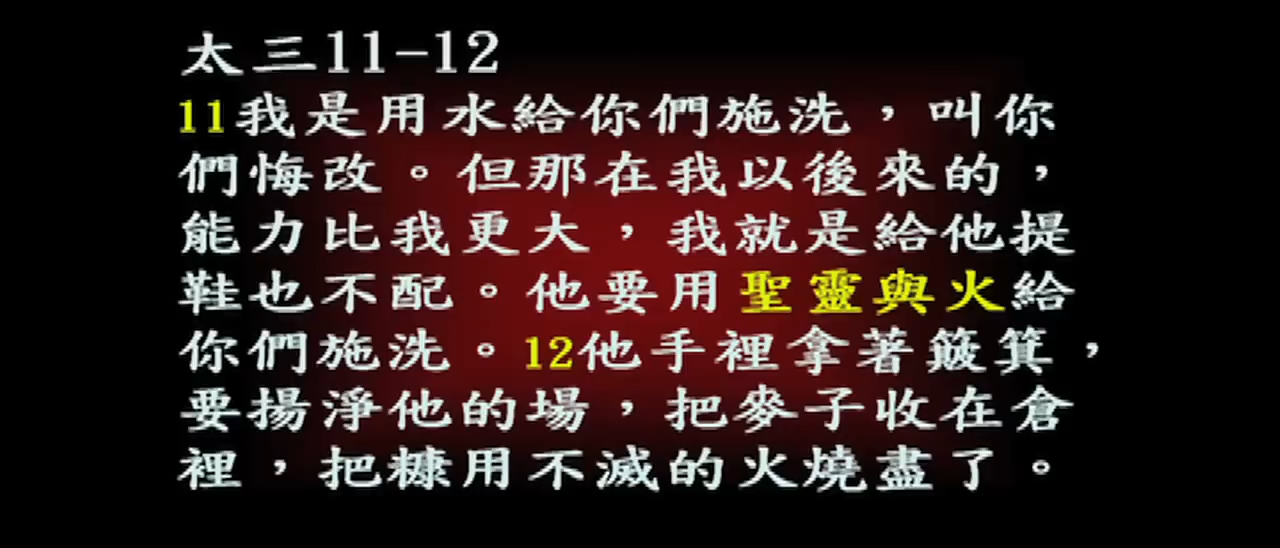 太三11-12
11我是用水給你們施洗，叫你
們悔改。但那在我以後來的，
能力比我更大，我就是給他提
鞋也不配。他要用聖靈與火給
你們施洗。12他手裡拿著簸箕，
要揚淨他的場，把麥子收在倉
裡，把糠用不滅的火燒盡了。